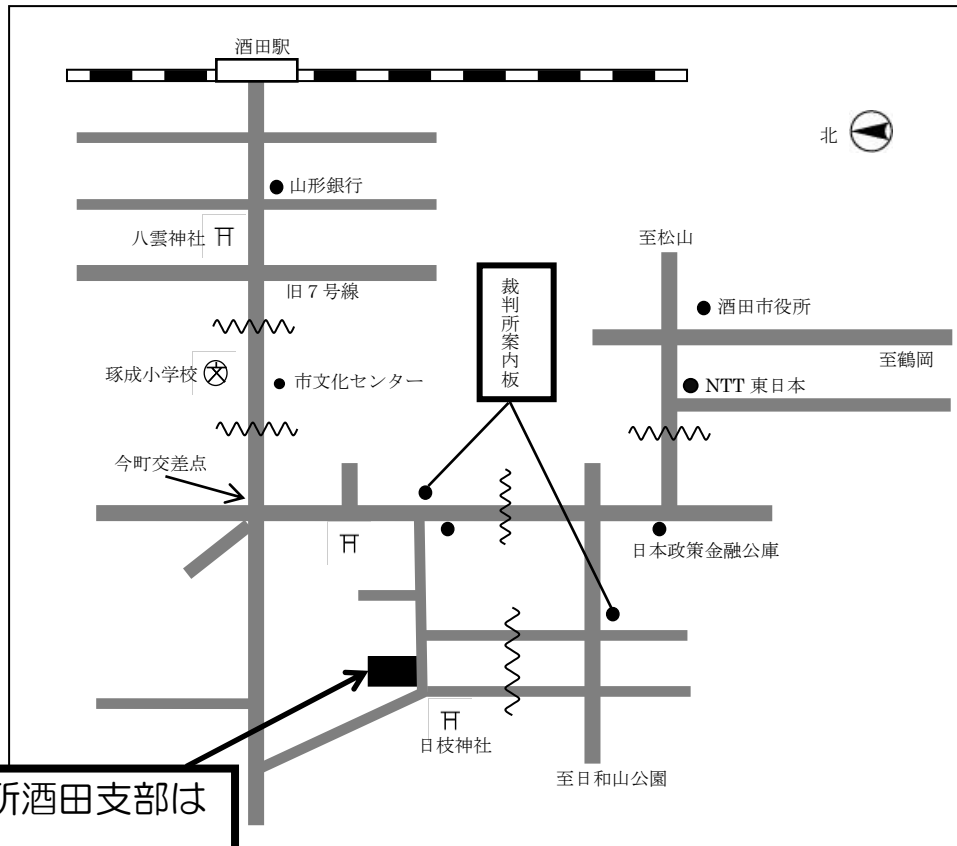 酒田駅
北
山形銀行
八雲神社
至松山
旧７号線
裁判所案内板
酒田市役所
至鶴岡
琢成小学校
市文化センター
NTT 東日本
今町交差点
日本政策金融公庫
日枝神社
至日和山公園
所酒田支部は